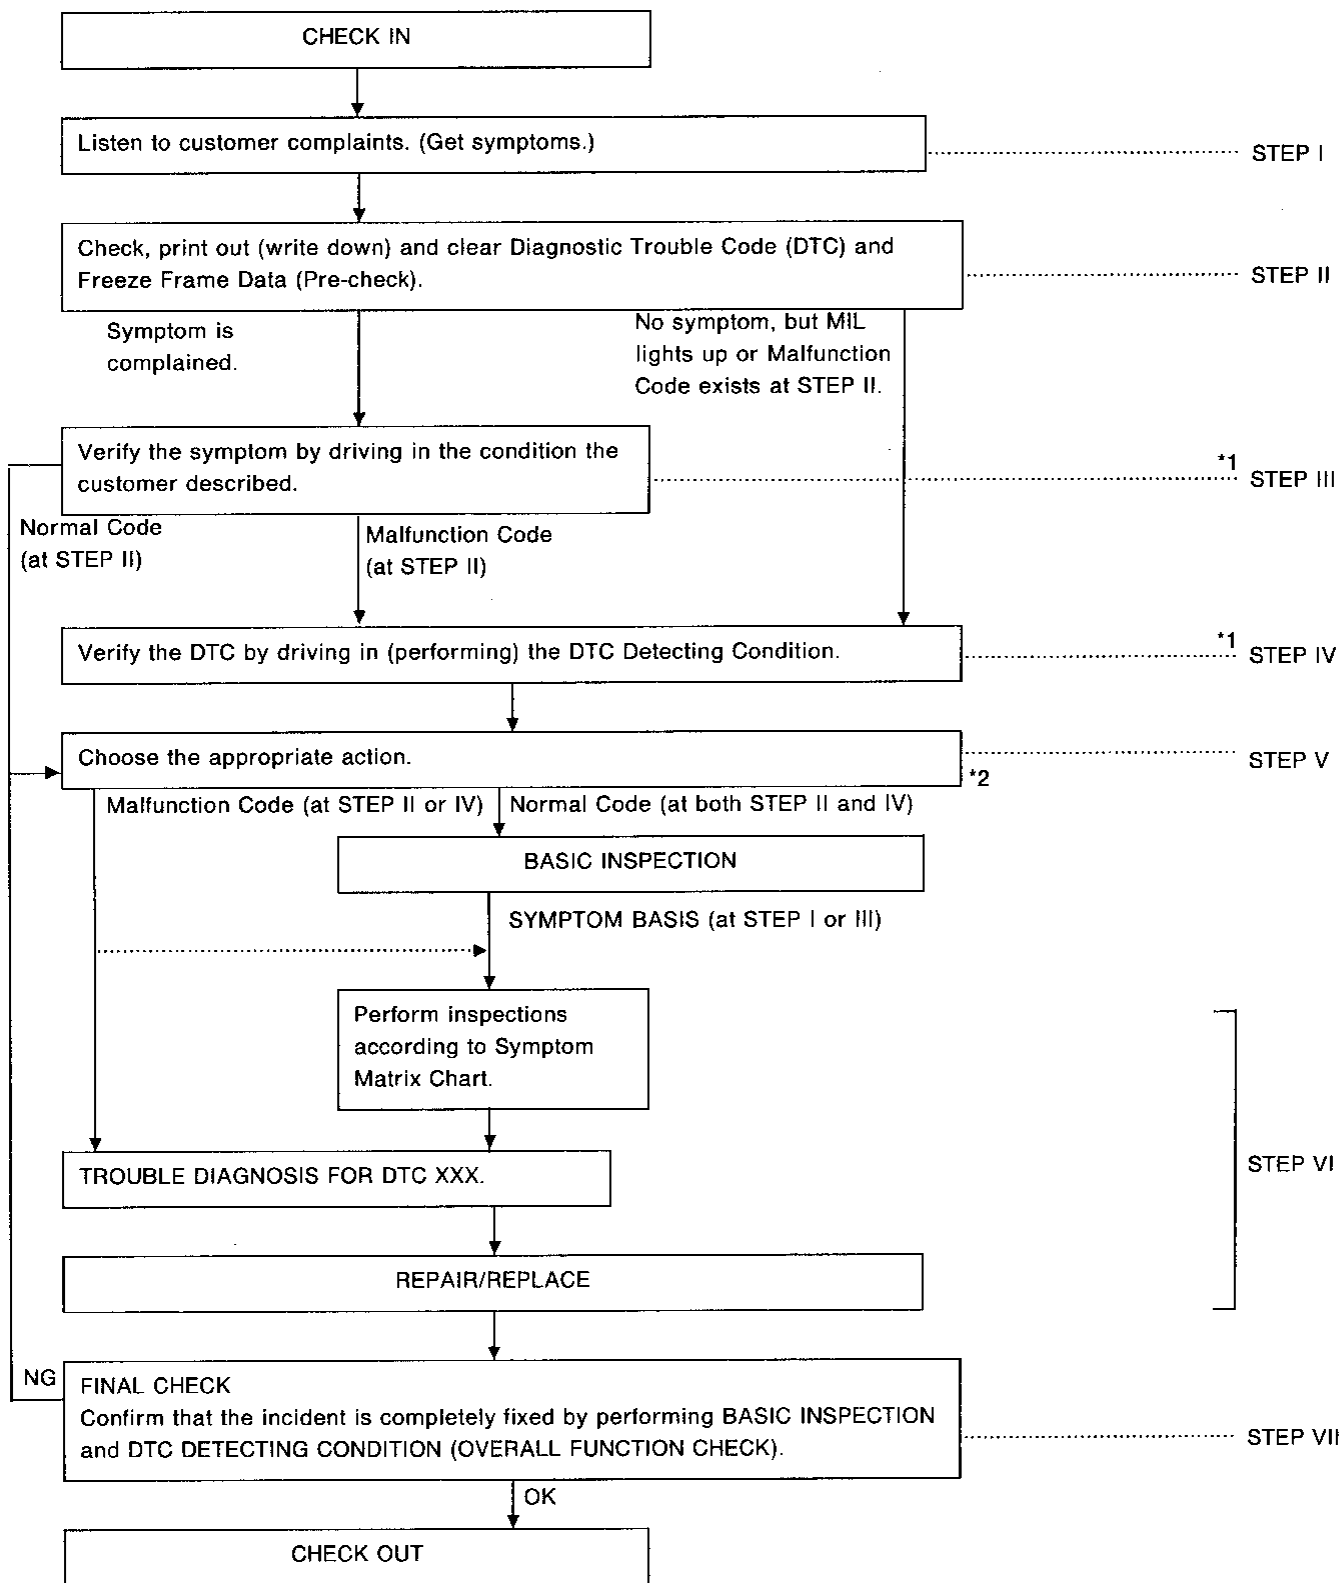 CHECK IN
Listen to customer complaints. (Get symptoms.)
STEP I
Check, print out (write down) and clear Diagnostic Trouble Code (DTC) and
Freeze Frame Data (Pre-check).
STEP II
Symptom is
complained.
No symptom, but MIL
lights up or Malfunction
Code exists at STEP II.
Verify the symptom by driving in the condition the
customer described.
*1
STEP III
Normal Code
(at STEP II)
Malfunction Code
(at STEP II)
Verify the DTC by driving in (performing) the DTC Detecting Condition.
*1
STEP IV
Choose the appropriate action.
STEP V
*2
Malfunction Code (at STEP II or IV)
Normal Code (at both STEP II and IV)
BASIC INSPECTION
SYMPTOM BASIS (at STEP I or III)
Perform inspections
according to Symptom
Matrix Chart.
TROUBLE DIAGNOSIS FOR DTC XXX.
STEP VI
REPAIR/REPLACE
NG
FINAL CHECK
Confirm that the incident is completely fixed by performing BASIC INSPECTION
and DTC DETECTING CONDITION (OVERALL FUNCTION CHECK).
STEP VII
OK
CHECK OUT